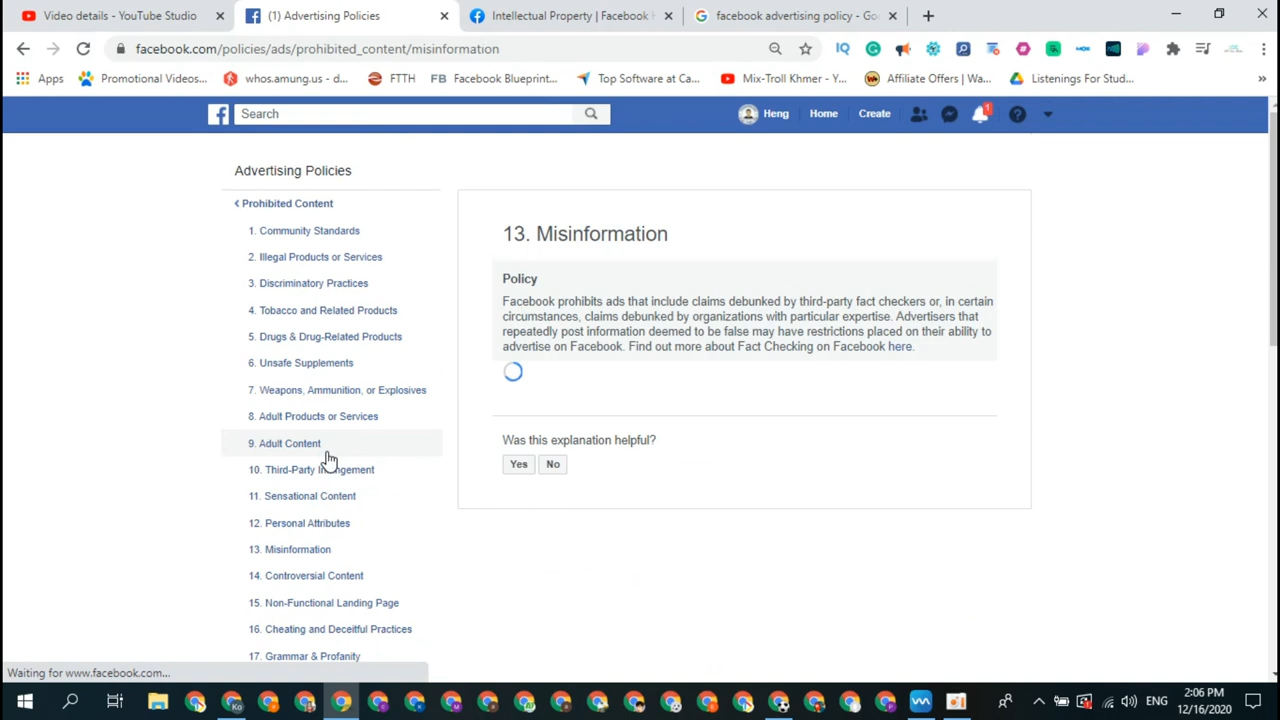 Video details - YouTube Studio
(1) Advertising Policies
Intellectual Property | Facebook
facebook advertising policy - Go
facebook.com/policies/ads/prohibited_content/misinformation
Apps
Promotional Videos...
whos.amung.us - d...
FTTH
FB Facebook Blueprint...
Top Software at Ca...
Mix-Troll Khmer - Y...
Affiliate Offers | Wa...
Listenings For Stud...
Search
Heng
Home
Create
1
Advertising Policies
Prohibited Content
1. Community Standards
2. Illegal Products or Services
3. Discriminatory Practices
4. Tobacco and Related Products
5. Drugs & Drug-Related Products
6. Unsafe Supplements
7. Weapons, Ammunition, or Explosives
8. Adult Products or Services
9. Adult Content
10. Third-Party Infringement
11. Sensational Content
12. Personal Attributes
13. Misinformation
14. Controversial Content
15. Non-Functional Landing Page
16. Cheating and Deceitful Practices
17. Grammar & Profanity
13. Misinformation
Policy
Facebook prohibits ads that include claims debunked by third-party fact checkers or, in certain
circumstances, claims debunked by organizations with particular expertise. Advertisers that
repeatedly post information deemed to be false may have restrictions placed on their ability to
advertise on Facebook. Find out more about Fact Checking on Facebook here.
Was this explanation helpful?
Yes
No
Waiting for www.facebook.com...
ENG
2:06 PM
12/16/2020